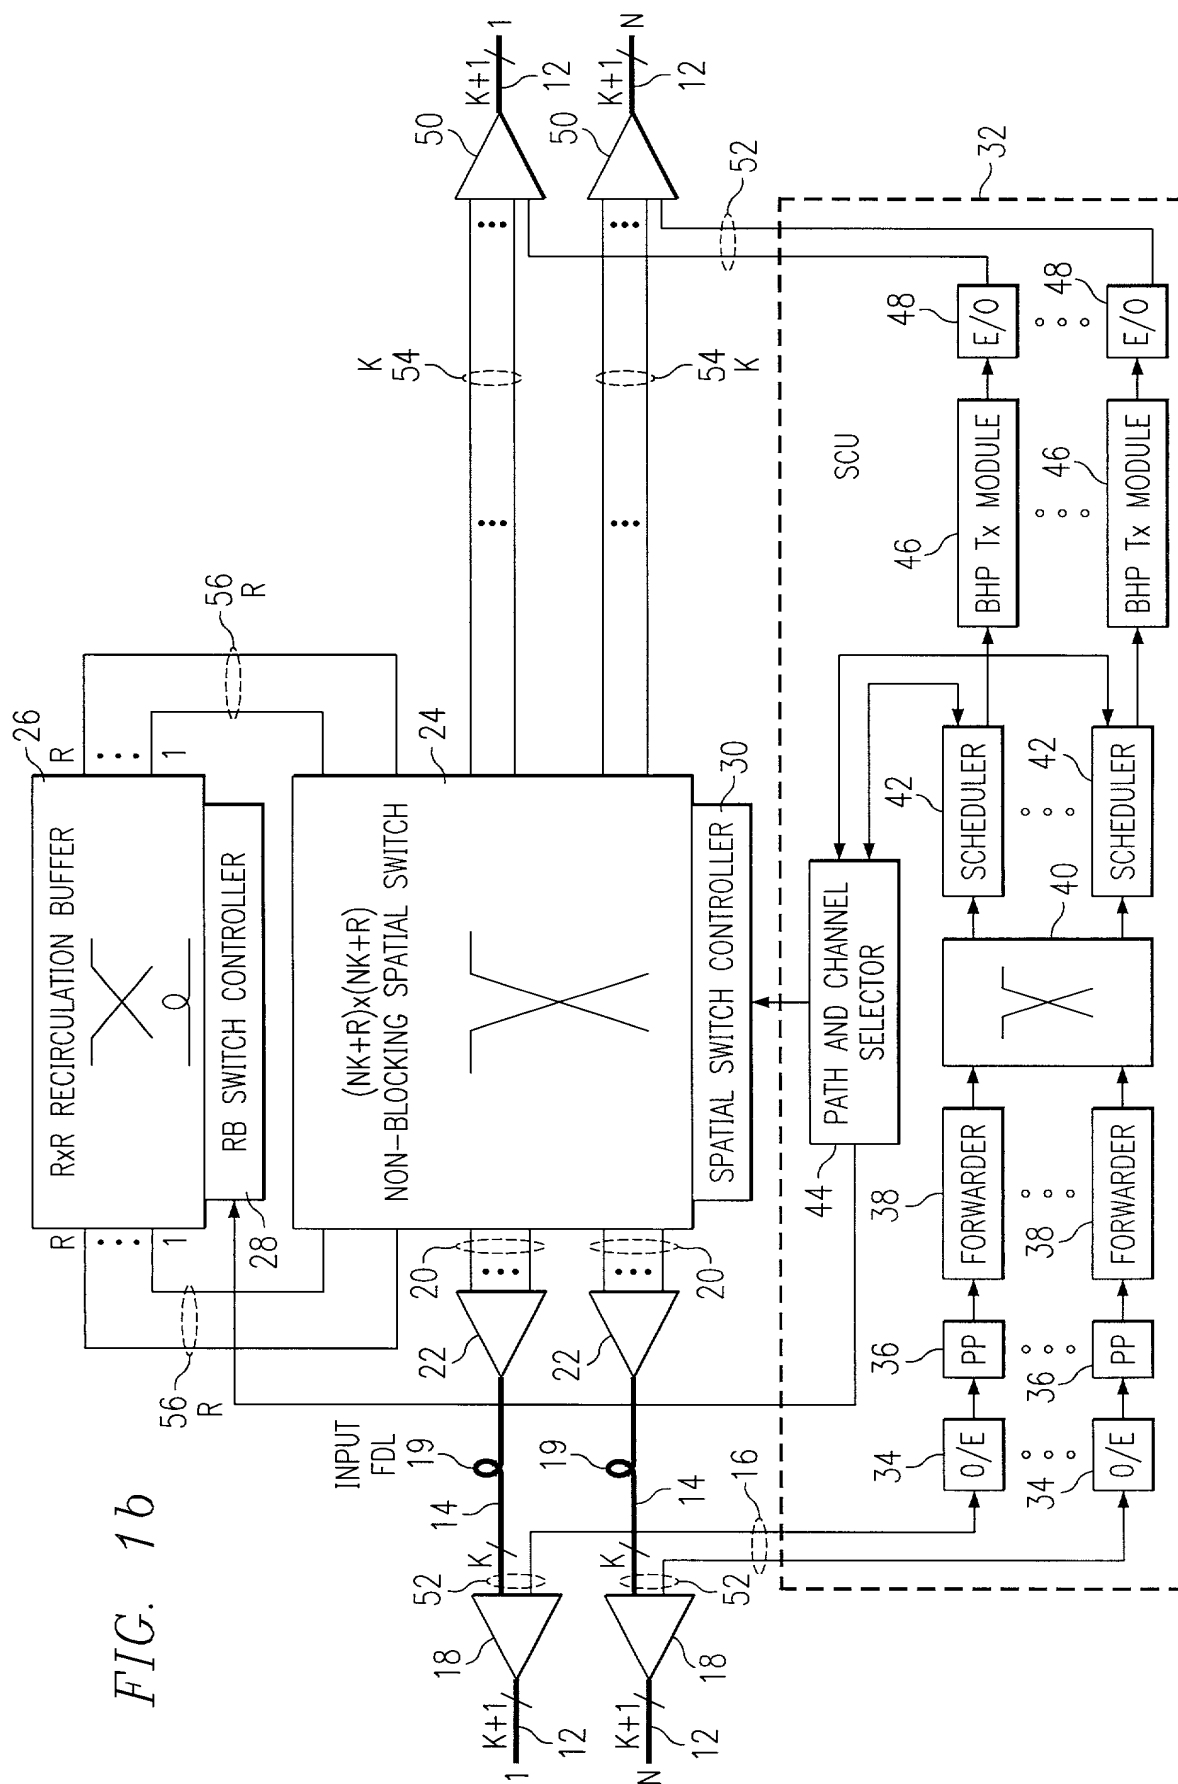 FIG. 1b
RxR RECIRCULATION BUFFER
26
R
1
R
1
RB SWITCH CONTROLLER
28
56
R
56
R
(NK+R)x(NK+R)
NON-BLOCKING SPATIAL SWITCH
24
SPATIAL SWITCH CONTROLLER
30
1
K+1
12
18
52
K
14
19
INPUT
FDL
22
20
K
54
50
K+1
12
1
N
K+1
12
18
52
K
14
19
22
20
54
K
50
K+1
12
N
16
52
32
SCU
PATH AND CHANNEL
SELECTOR
44
34
O/E
36
PP
38
FORWARDER
40
42
SCHEDULER
46
BHP Tx MODULE
48
E/O
34
O/E
36
PP
38
FORWARDER
42
SCHEDULER
46
BHP Tx MODULE
48
E/O